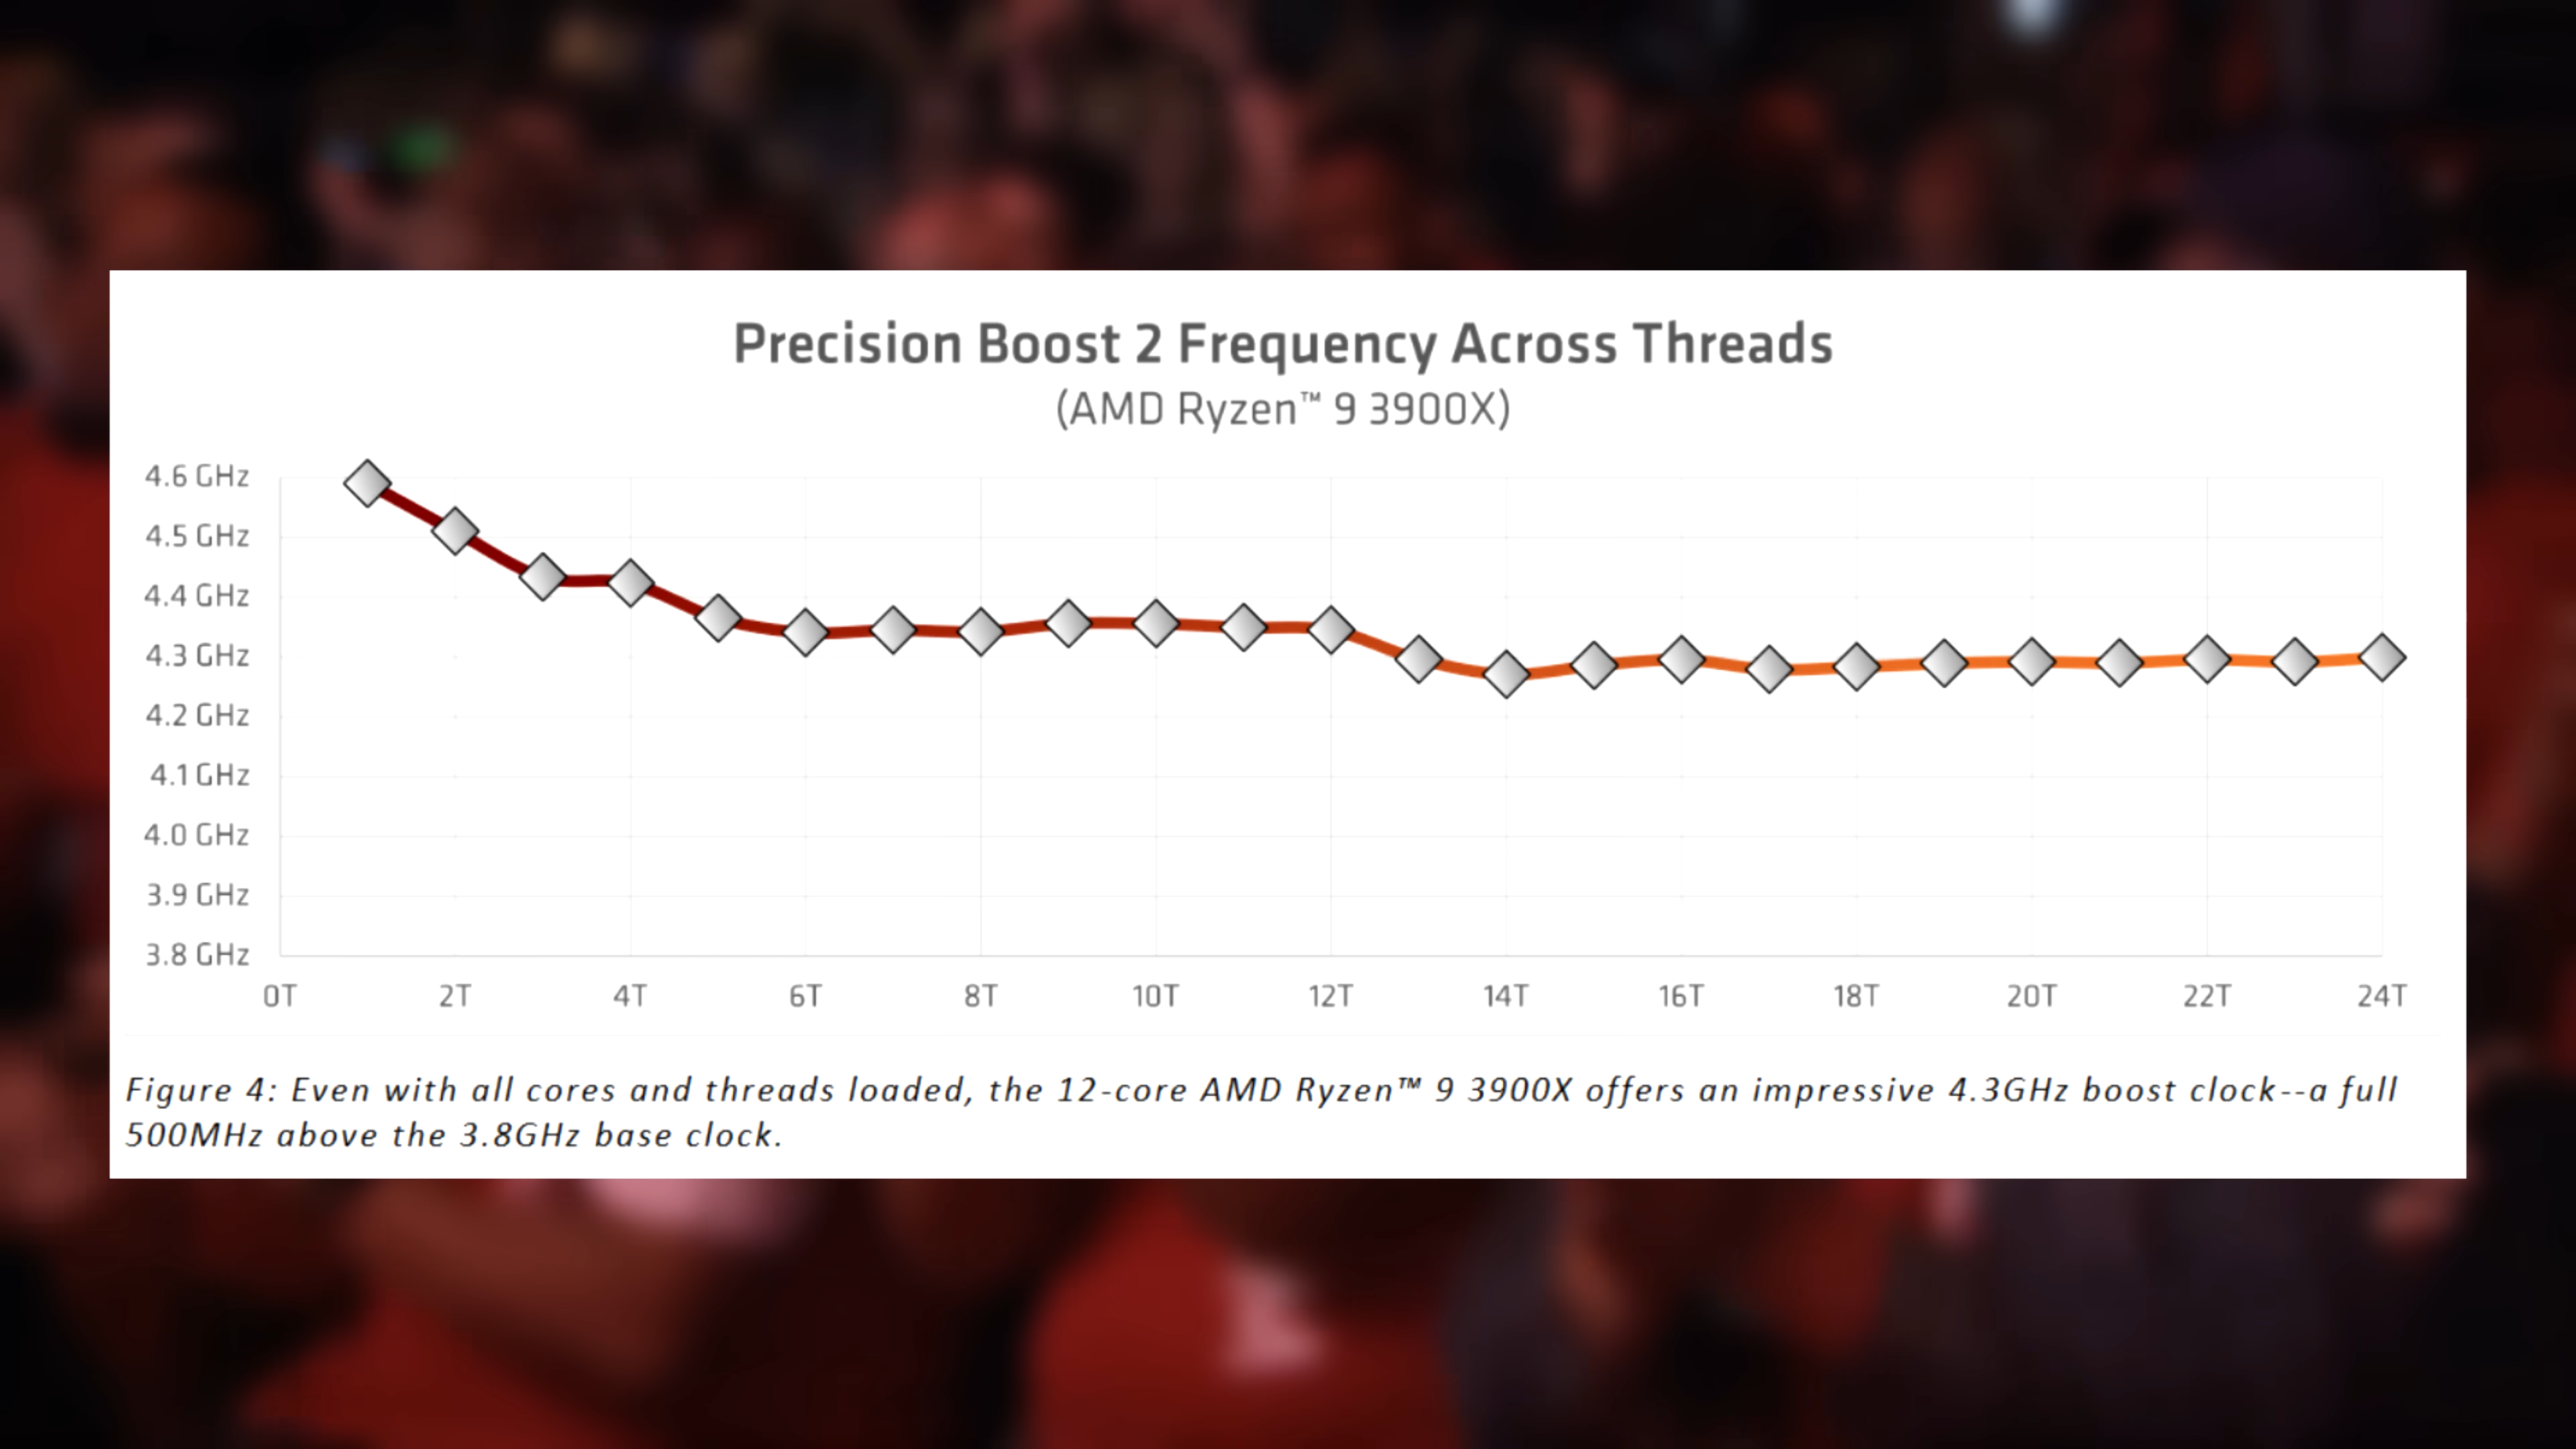 Precision Boost 2 Frequency Across Threads
(AMD Ryzen™ 9 3900X)
4.6 GHz
4.5 GHz
4.4 GHz
4.3 GHz
4.2 GHz
4.1 GHz
4.0 GHz
3.9 GHz
3.8 GHz
0T 2T 4T 6T 8T 10T 12T 14T 16T 18T 20T 22T 24T
Figure 4: Even with all cores and threads loaded, the 12-core AMD Ryzen™ 9 3900X offers an impressive 4.3GHz boost clock--a full
500MHz above the 3.8GHz base clock.